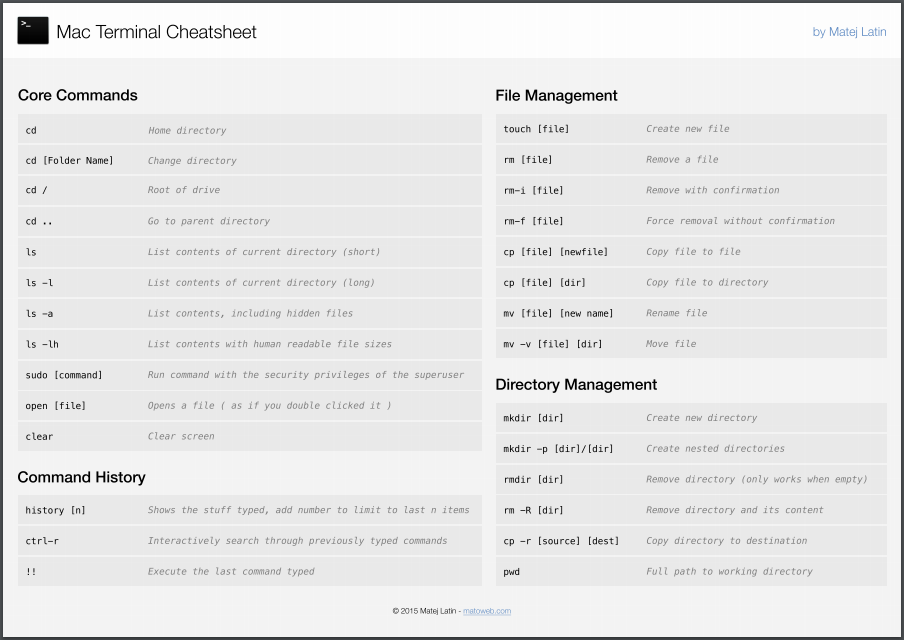 >_
Mac Terminal Cheatsheet
by Matej Latin
Core Commands
cd Home directory
cd [Folder Name] Change directory
cd / Root of drive
cd .. Go to parent directory
ls List contents of current directory (short)
ls -l List contents of current directory (long)
ls -a List contents, including hidden files
ls -lh List contents with human readable file sizes
sudo [command] Run command with the security privileges of the superuser
open [file] Opens a file ( as if you double clicked it )
clear Clear screen
Command History
history [n] Shows the stuff typed, add number to limit to last n items
ctrl-r Interactively search through previously typed commands
!! Execute the last command typed
File Management
touch [file] Create new file
rm [file] Remove a file
rm-i [file] Remove with confirmation
rm-f [file] Force removal without confirmation
cp [file] [newfile] Copy file to file
cp [file] [dir] Copy file to directory
mv [file] [new name] Rename file
mv -v [file] [dir] Move file
Directory Management
mkdir [dir] Create new directory
mkdir -p [dir]/[dir] Create nested directories
rmdir [dir] Remove directory (only works when empty)
rm -R [dir] Remove directory and its content
cp -r [source] [dest] Copy directory to destination
pwd Full path to working directory
© 2015 Matej Latin - matoweb.com